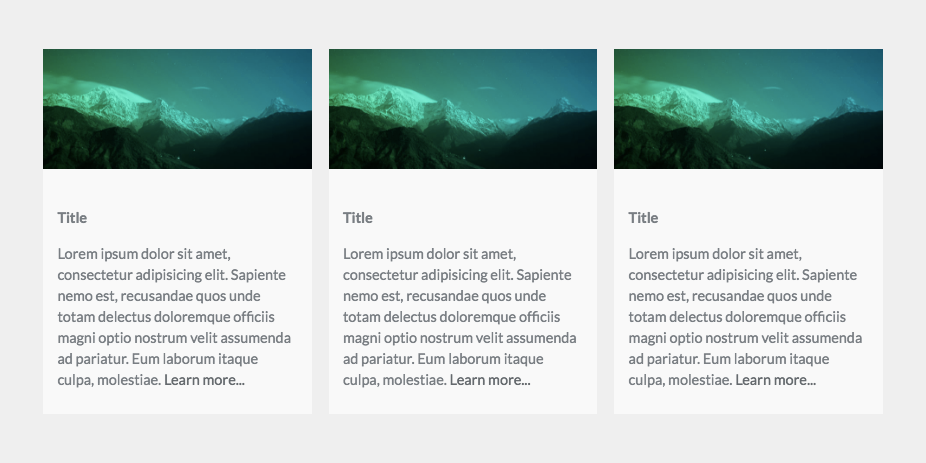 Title
Lorem ipsum dolor sit amet,
consectetur adipisicing elit. Sapiente
nemo est, recusandae quos unde
totam delectus doloremque officiis
magni optio nostrum velit assumenda
ad pariatur. Eum laborum itaque
culpa, molestiae. Learn more...
Title
Lorem ipsum dolor sit amet,
consectetur adipisicing elit. Sapiente
nemo est, recusandae quos unde
totam delectus doloremque officiis
magni optio nostrum velit assumenda
ad pariatur. Eum laborum itaque
culpa, molestiae. Learn more...
Title
Lorem ipsum dolor sit amet,
consectetur adipisicing elit. Sapiente
nemo est, recusandae quos unde
totam delectus doloremque officiis
magni optio nostrum velit assumenda
ad pariatur. Eum laborum itaque
culpa, molestiae. Learn more...